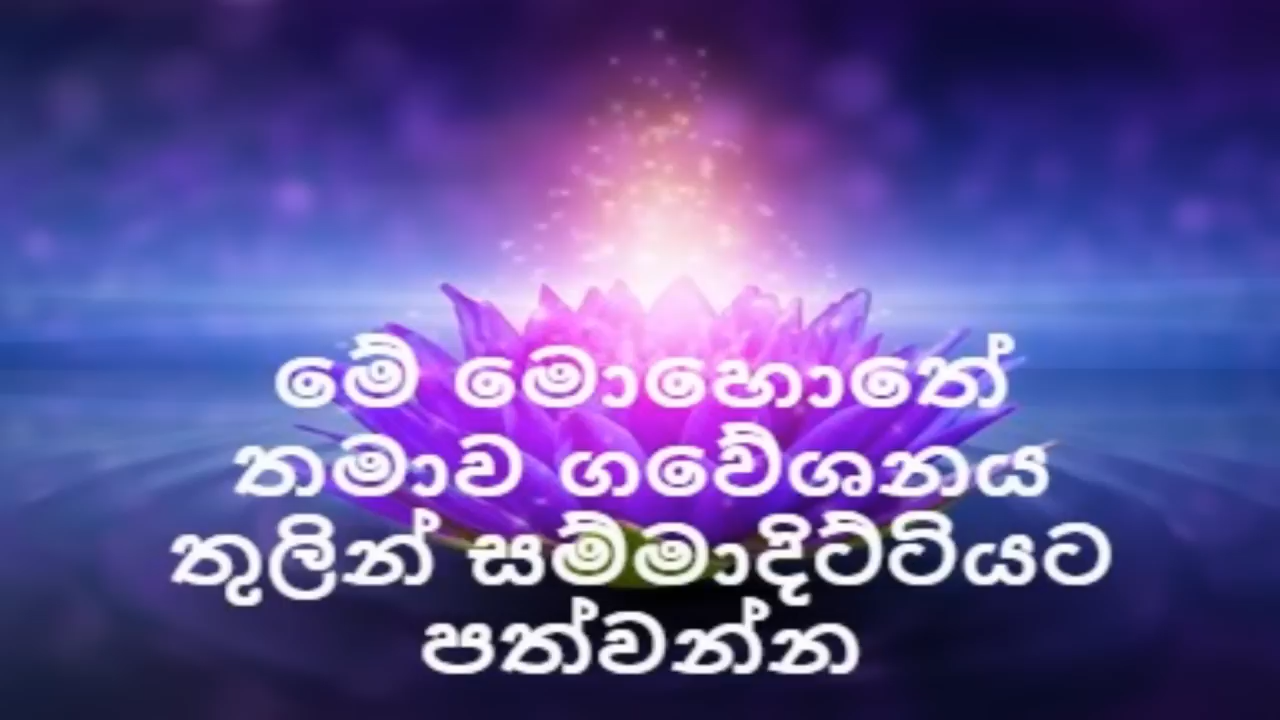 මේ මොහොතේ
තමාව ගවේශනය
තුලින් සම්මාදිට්ටියට
පත්වන්න